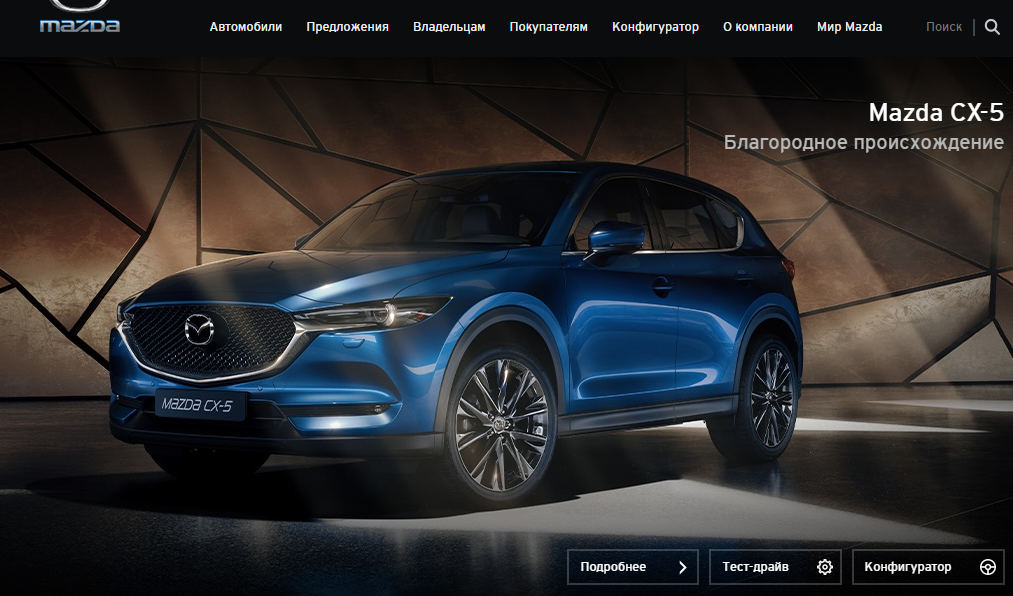 mazda
Автомобили Предложения Владельцам Покупателям Конфигуратор О компании Мир Mazda Поиск
Mazda CX-5
Благородное происхождение
mazda CX-5
Подробнее Тест-драйв Конфигуратор